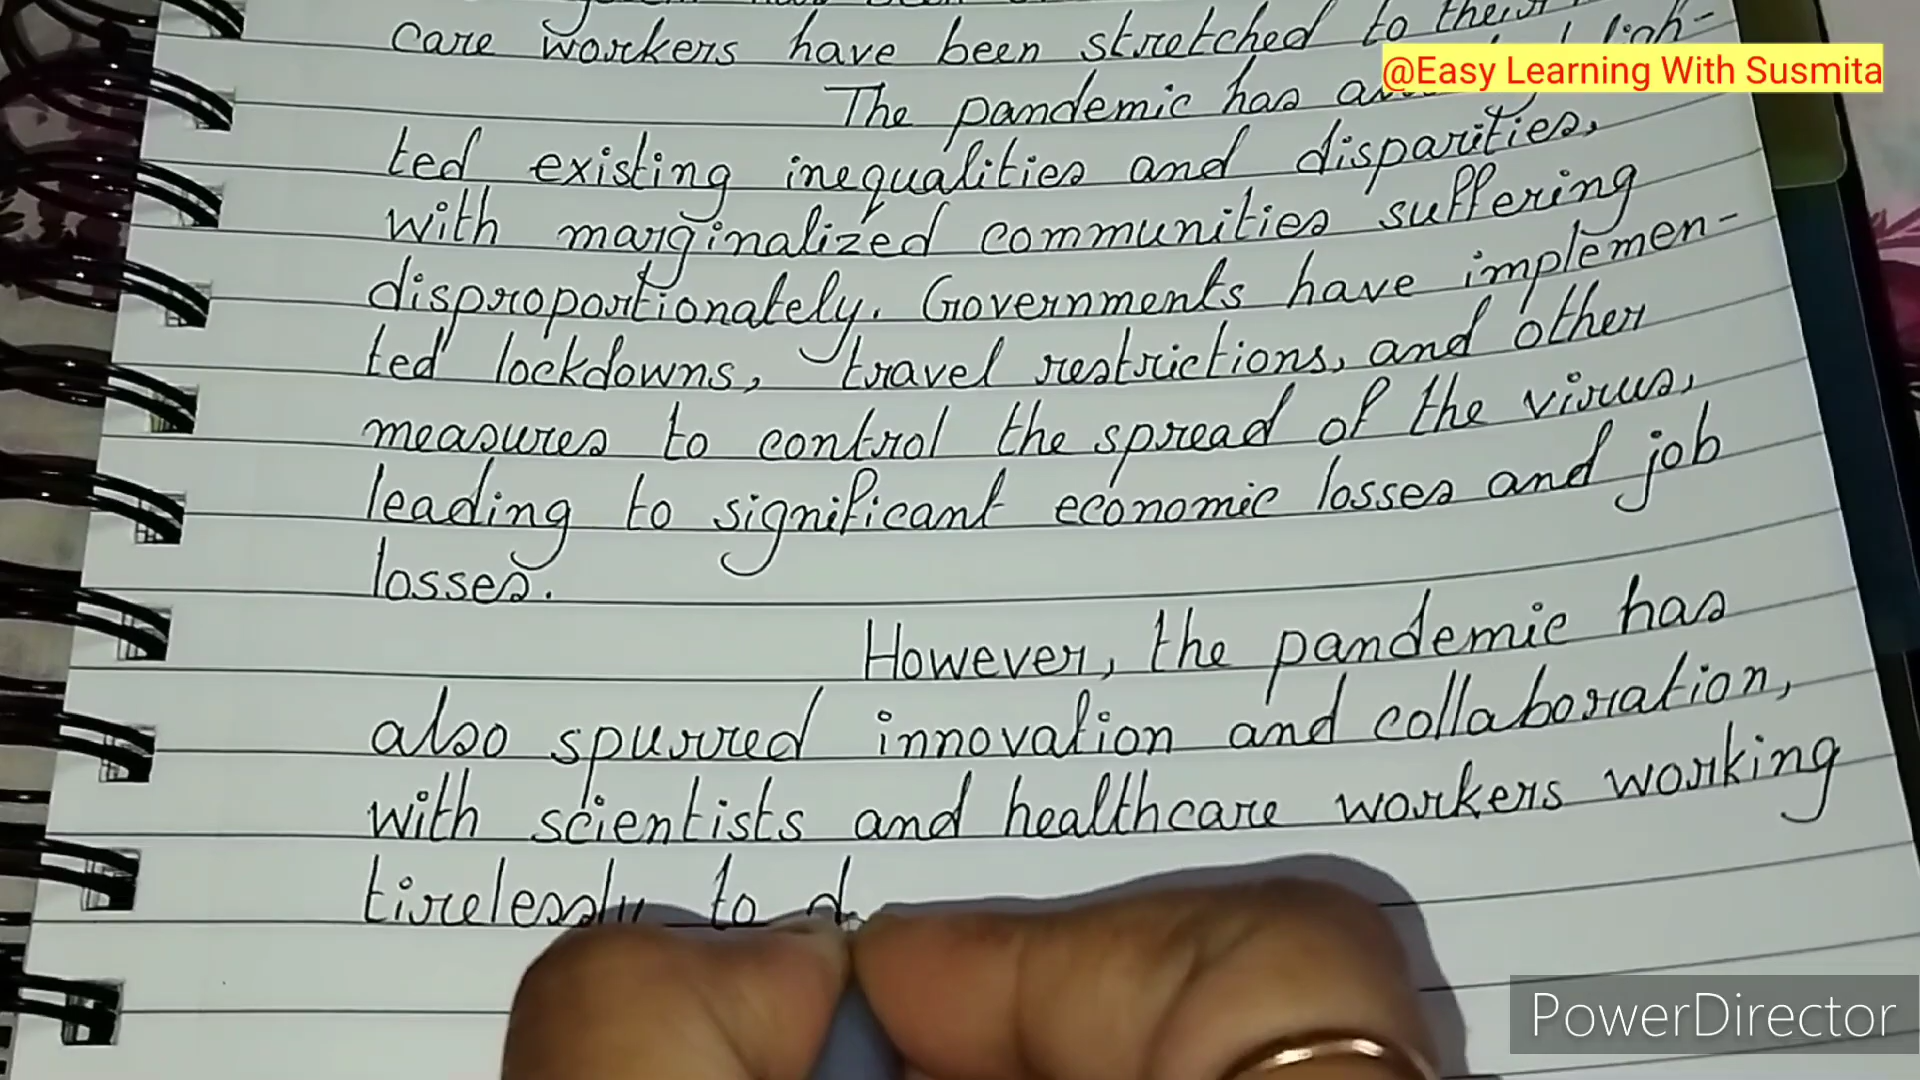 care workers have been stretched to their
@Easy Learning With Susmita
The pandemic has
ted existing inequalities and disparities,
with marginalized communities suffering
disproportionately. Governments have implemen-
ted lockdowns, travel restrictions, and other
measures to control the spread of the virus,
leading to significant economic losses and job
losses.
However, the pandemic has
also spurred innovation and collaboration,
with scientists and healthcare workers working
tirelessly to d
PowerDirector